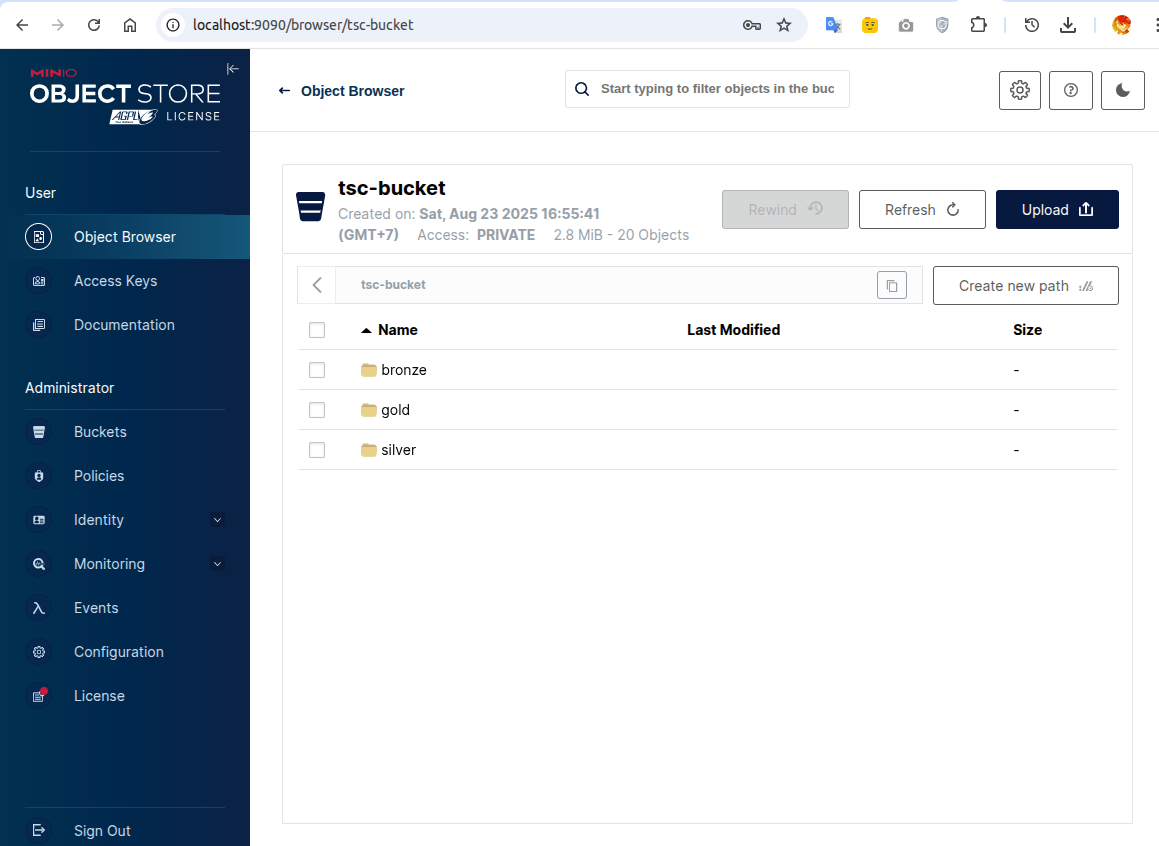 localhost:9090/browser/tsc-bucket
MINIO
OBJECT STORE
AGPL LICENSE
Object Browser
Start typing to filter objects in the buc
User
Object Browser
Access Keys
Documentation
Administrator
Buckets
Policies
Identity
Monitoring
Events
Configuration
License
Sign Out
tsc-bucket
Created on: Sat, Aug 23 2025 16:55:41
(GMT+7) Access: PRIVATE 2.8 MiB - 20 Objects
Rewind
Refresh
Upload
tsc-bucket
Create new path
Name Last Modified Size
bronze -
gold -
silver -